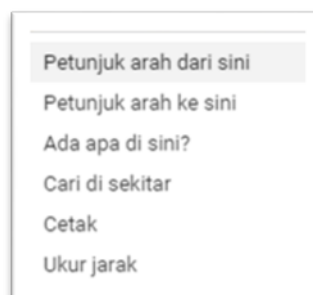 Petunjuk arah dari sini
Petunjuk arah ke sini
Ada apa di sini?
Cari di sekitar
Cetak
Ukur jarak